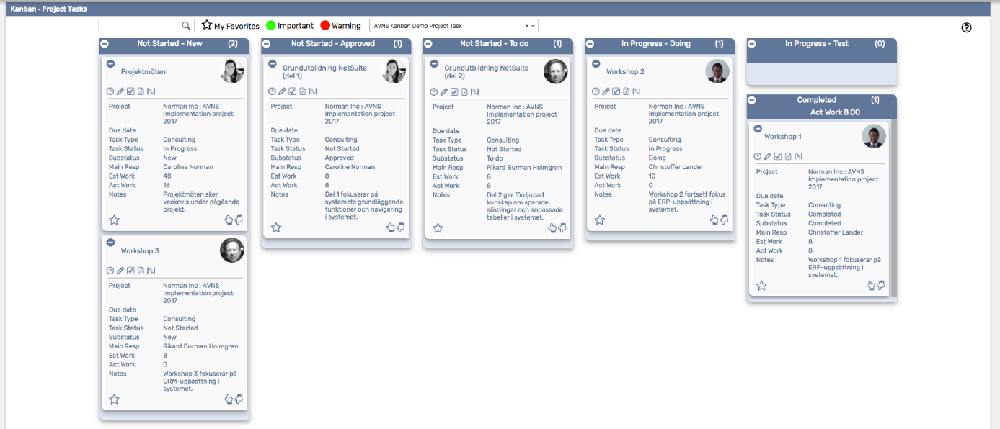 Kanban - Project Tasks
My Favorites
Important
Warning
AVNS Kanban Demo Project Task
Not Started - New (2)
Projektmöten
Project Norman Inc : AVNS
Implementation project
2017
Due date
Task Type Consulting
Task Status In Progress
Substatus New
Main Resp Caroline Norman
Est Work 48
Act Work 16
Notes Projektmöten sker
veckovis under pågående
projekt.
Workshop 3
Project Norman Inc : AVNS
Implementation project
2017
Due date
Task Type Consulting
Task Status Not Started
Substatus New
Main Resp Rikard Burman Holmgren
Est Work 8
Act Work 0
Notes Workshop 3 fokuserar på
CRM-uppsättning i
systemet.
Not Started - Approved (1)
Grundutbildning NetSuite
(del 1)
Project Norman Inc : AVNS
Implementation project
2017
Due date
Task Type Consulting
Task Status Not Started
Substatus Approved
Main Resp Caroline Norman
Est Work 8
Act Work 8
Notes Del 1 fokuserar på
systemets grundläggande
funktioner och navigering
i systemet.
Not Started - To do (1)
Grundutbildning NetSuite
(del 2)
Project Norman Inc : AVNS
Implementation project
2017
Due date
Task Type Consulting
Task Status Not Started
Substatus To do
Main Resp Rikard Burman Holmgren
Est Work 8
Act Work 8
Notes Del 2 ger fördjupad
kunskap om sparade
sökningar och anpassade
tabeller i systemet.
In Progress - Doing (1)
Workshop 2
Project Norman Inc : AVNS
Implementation project
2017
Due date
Task Type Consulting
Task Status In Progress
Substatus Doing
Main Resp Christoffer Lander
Est Work 10
Act Work 0
Notes Workshop 2 fortsatt fokus
på ERP-uppsättning i
systemet.
In Progress - Test (0)
Completed (1)
Act Work 8.00
Workshop 1
Project Norman Inc : AVNS
Implementation project
2017
Due date
Task Type Consulting
Task Status Completed
Substatus Completed
Main Resp Christoffer Lander
Est Work 8
Act Work 8
Notes Workshop 1 fokuserar på
ERP-uppsättning i
systemet.